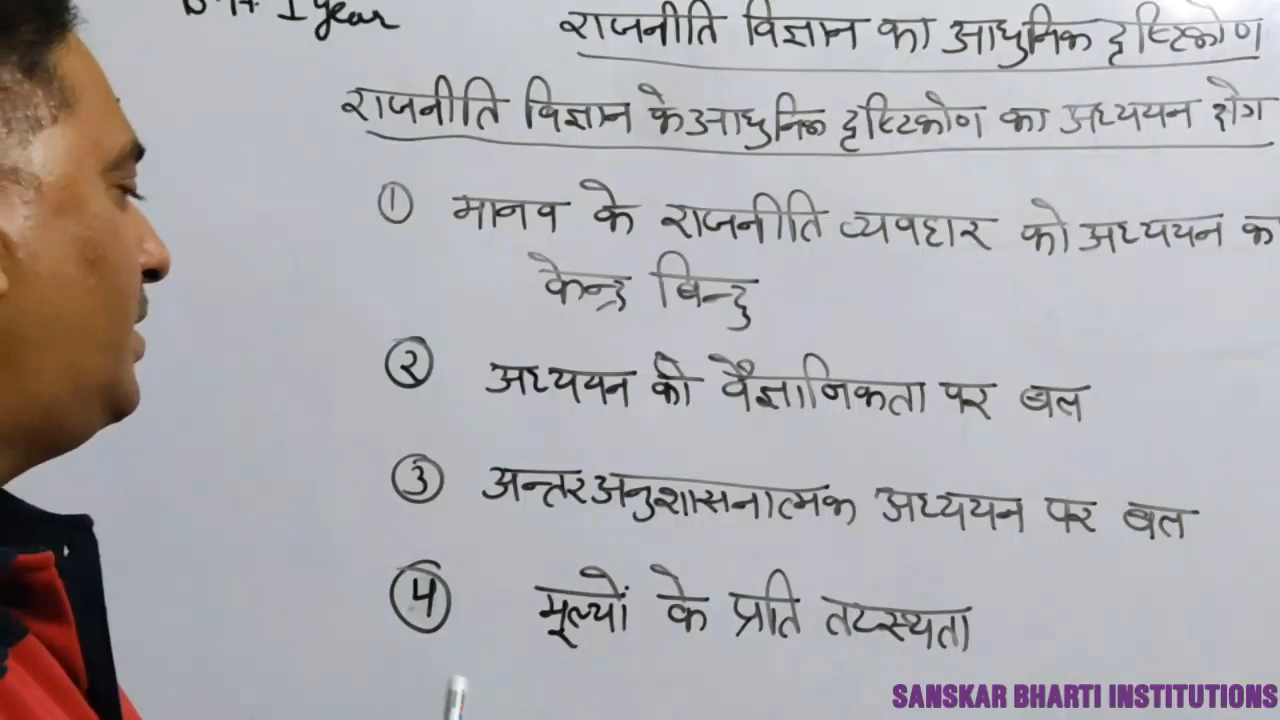 I year
राजनीति विज्ञान का आधुनिक दृष्टिकोण
राजनीति विज्ञान के आधुनिक दृष्टिकोण का अध्ययन क्षेत्र
① मानव के राजनीति व्यवहार को अध्ययन क
केन्द्र बिन्दु
② अध्ययन की वैज्ञानिकता पर बल
③ अन्तरअनुशासनात्मक अध्ययन पर बल
④ मूल्यों के प्रति तटस्थता
SANSKAR BHARTI INSTITUTIONS